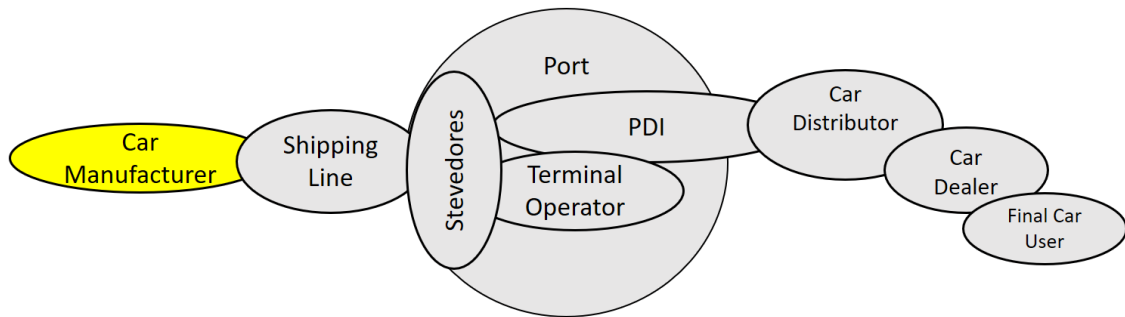 Car
Manufacturer
Shipping
Line
Stevedores
Port
PDI
Terminal
Operator
Car
Distributor
Car
Dealer
Final Car
User